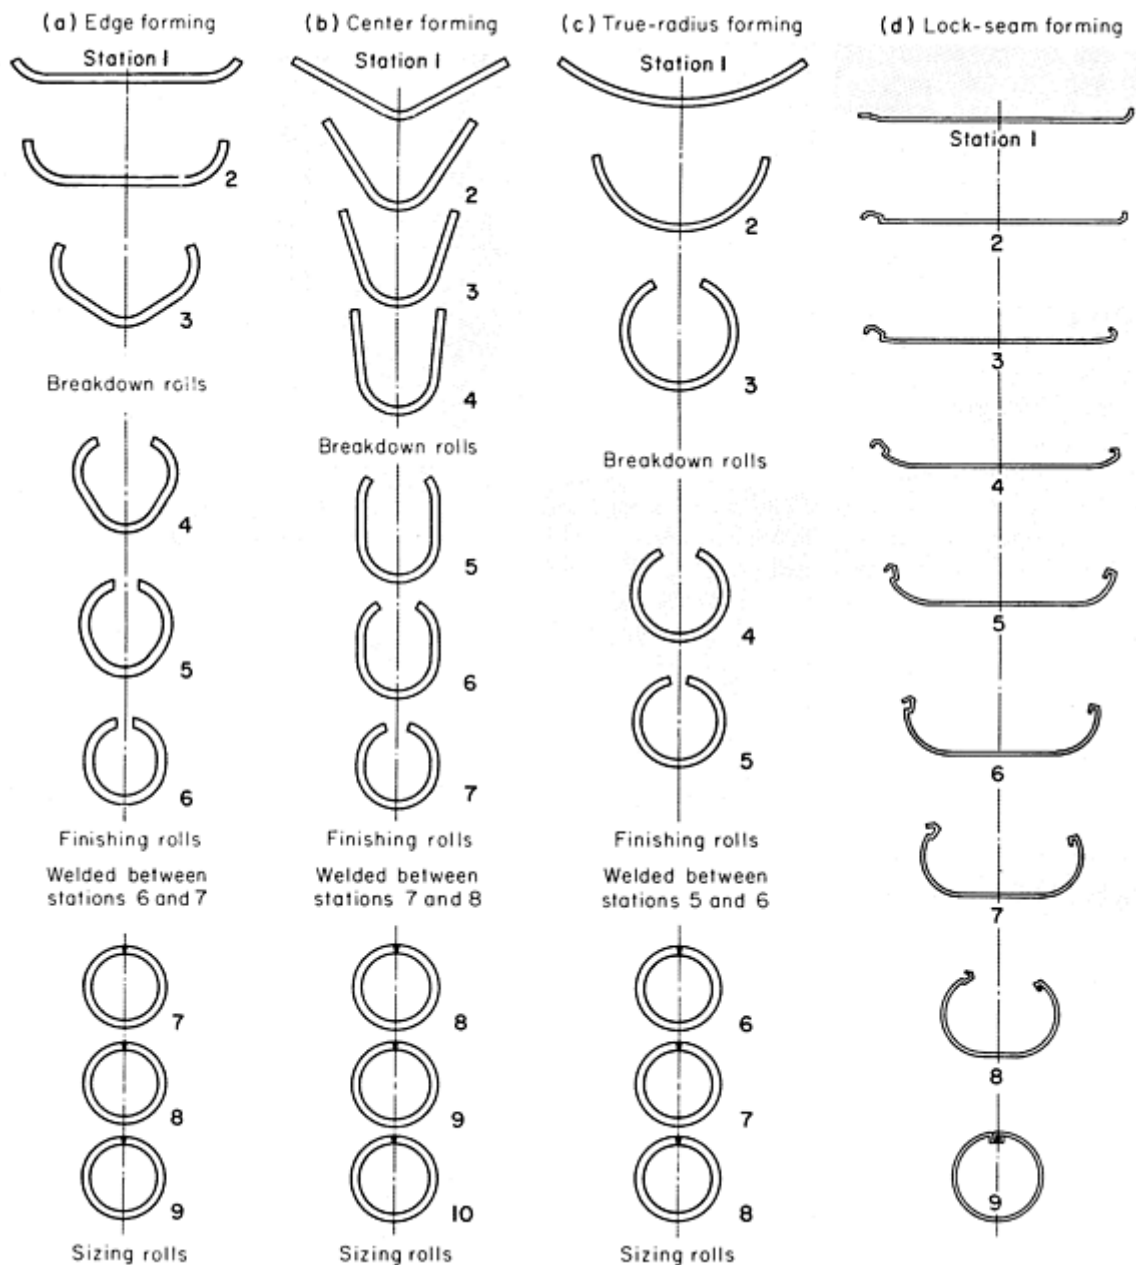 (a) Edge forming
Station 1
2
3
Breakdown rolls
4
5
6
Finishing rolls
Welded between
stations 6 and 7
7
8
9
Sizing rolls
(b) Center forming
Station 1
2
3
4
Breakdown rolls
5
6
7
Finishing rolls
Welded between
stations 7 and 8
8
9
10
Sizing rolls
(c) True-radius forming
Station 1
2
3
Breakdown rolls
4
5
Finishing rolls
Welded between
stations 5 and 6
6
7
8
Sizing rolls
(d) Lock-seam forming
Station 1
2
3
4
5
6
7
8
9